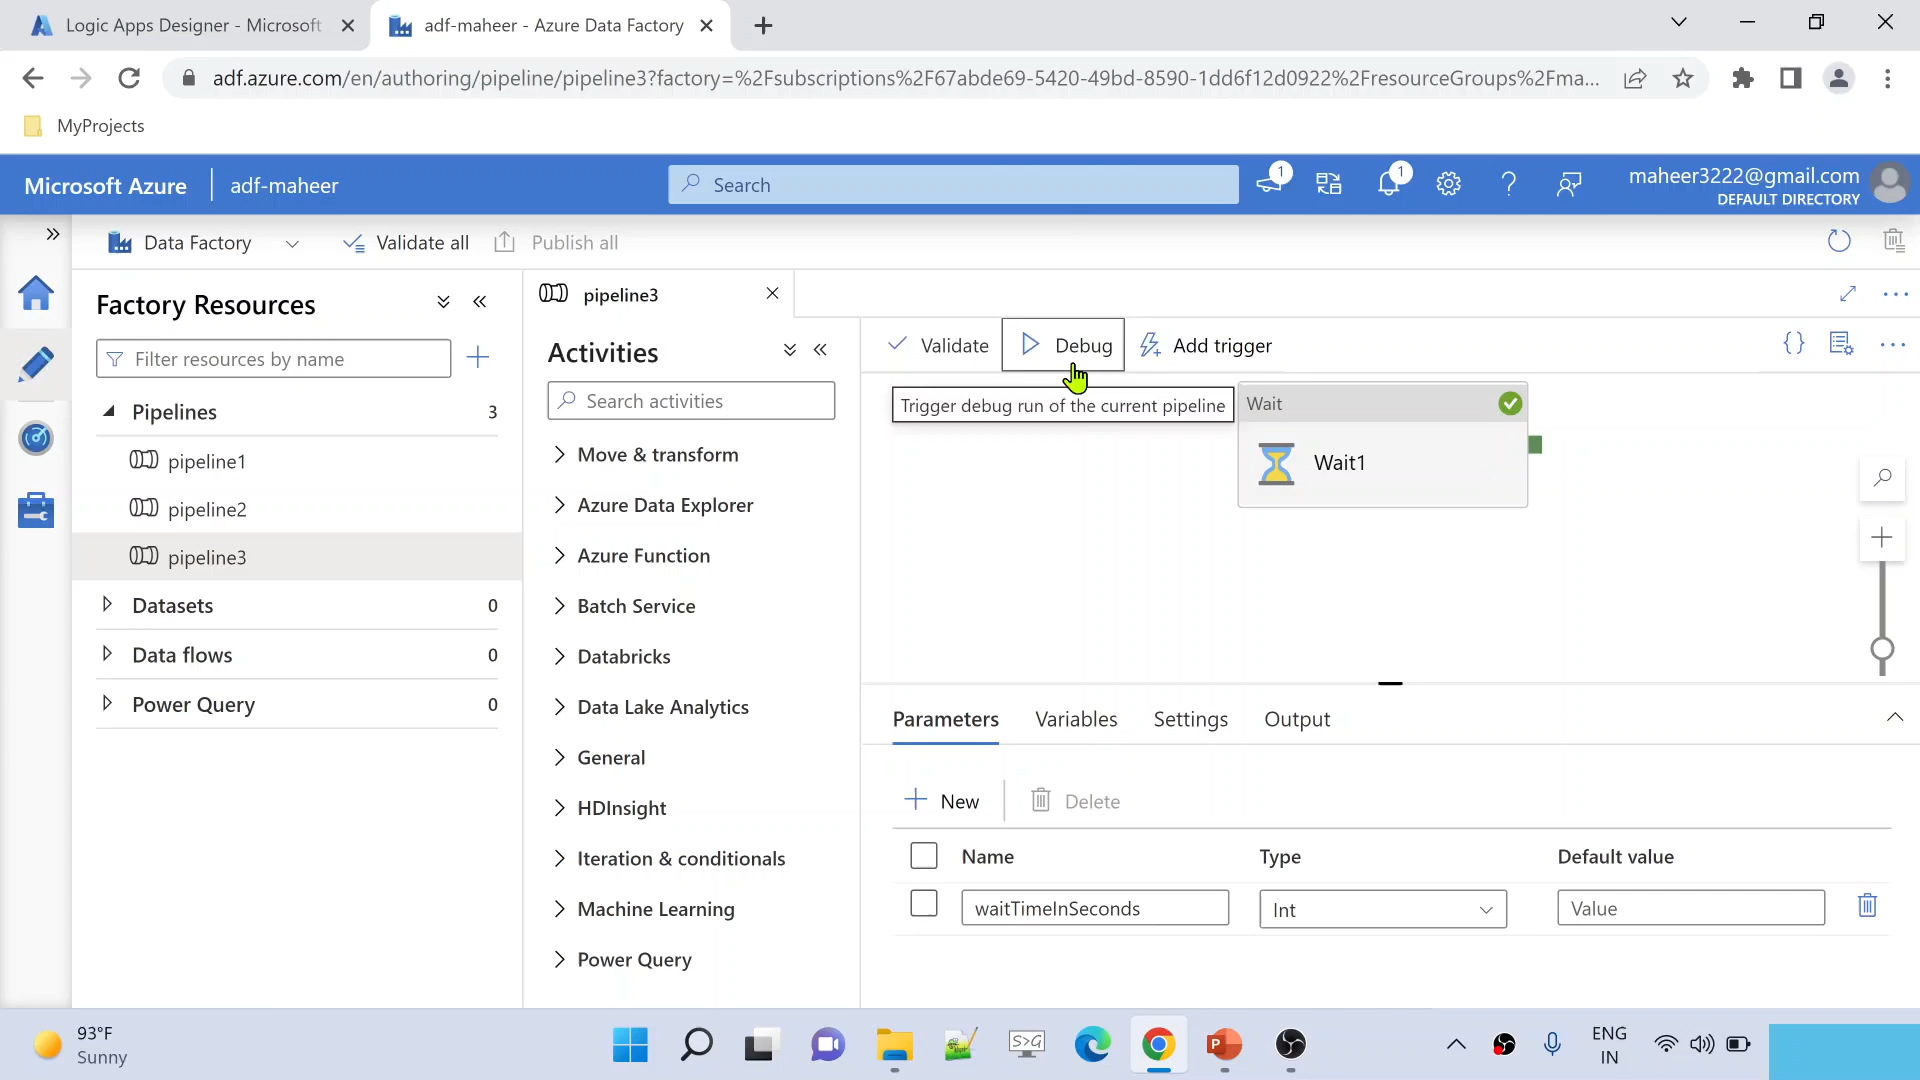 Logic Apps Designer - Microsoft
adf-maheer - Azure Data Factory
adf.azure.com/en/authoring/pipeline/pipeline3?factory=%2Fsubscriptions%2F67abde69-5420-49bd-8590-1dd6f12d0922%2FresourceGroups%2Fma...
MyProjects
Microsoft Azure
adf-maheer
Search
1
1
maheer3222@gmail.com
DEFAULT DIRECTORY
Data Factory
Validate all
Publish all
Factory Resources
Filter resources by name
Pipelines 3
pipeline1
pipeline2
pipeline3
Datasets 0
Data flows 0
Power Query 0
pipeline3
Activities
Search activities
Move & transform
Azure Data Explorer
Azure Function
Batch Service
Databricks
Data Lake Analytics
General
HDInsight
Iteration & conditionals
Machine Learning
Power Query
Validate
Debug
Add trigger
Trigger debug run of the current pipeline
Wait
Wait1
Parameters Variables Settings Output
New
Delete
Name Type Default value
waitTimeInSeconds Int Value
93°F
Sunny
S>G
P
ENG
IN